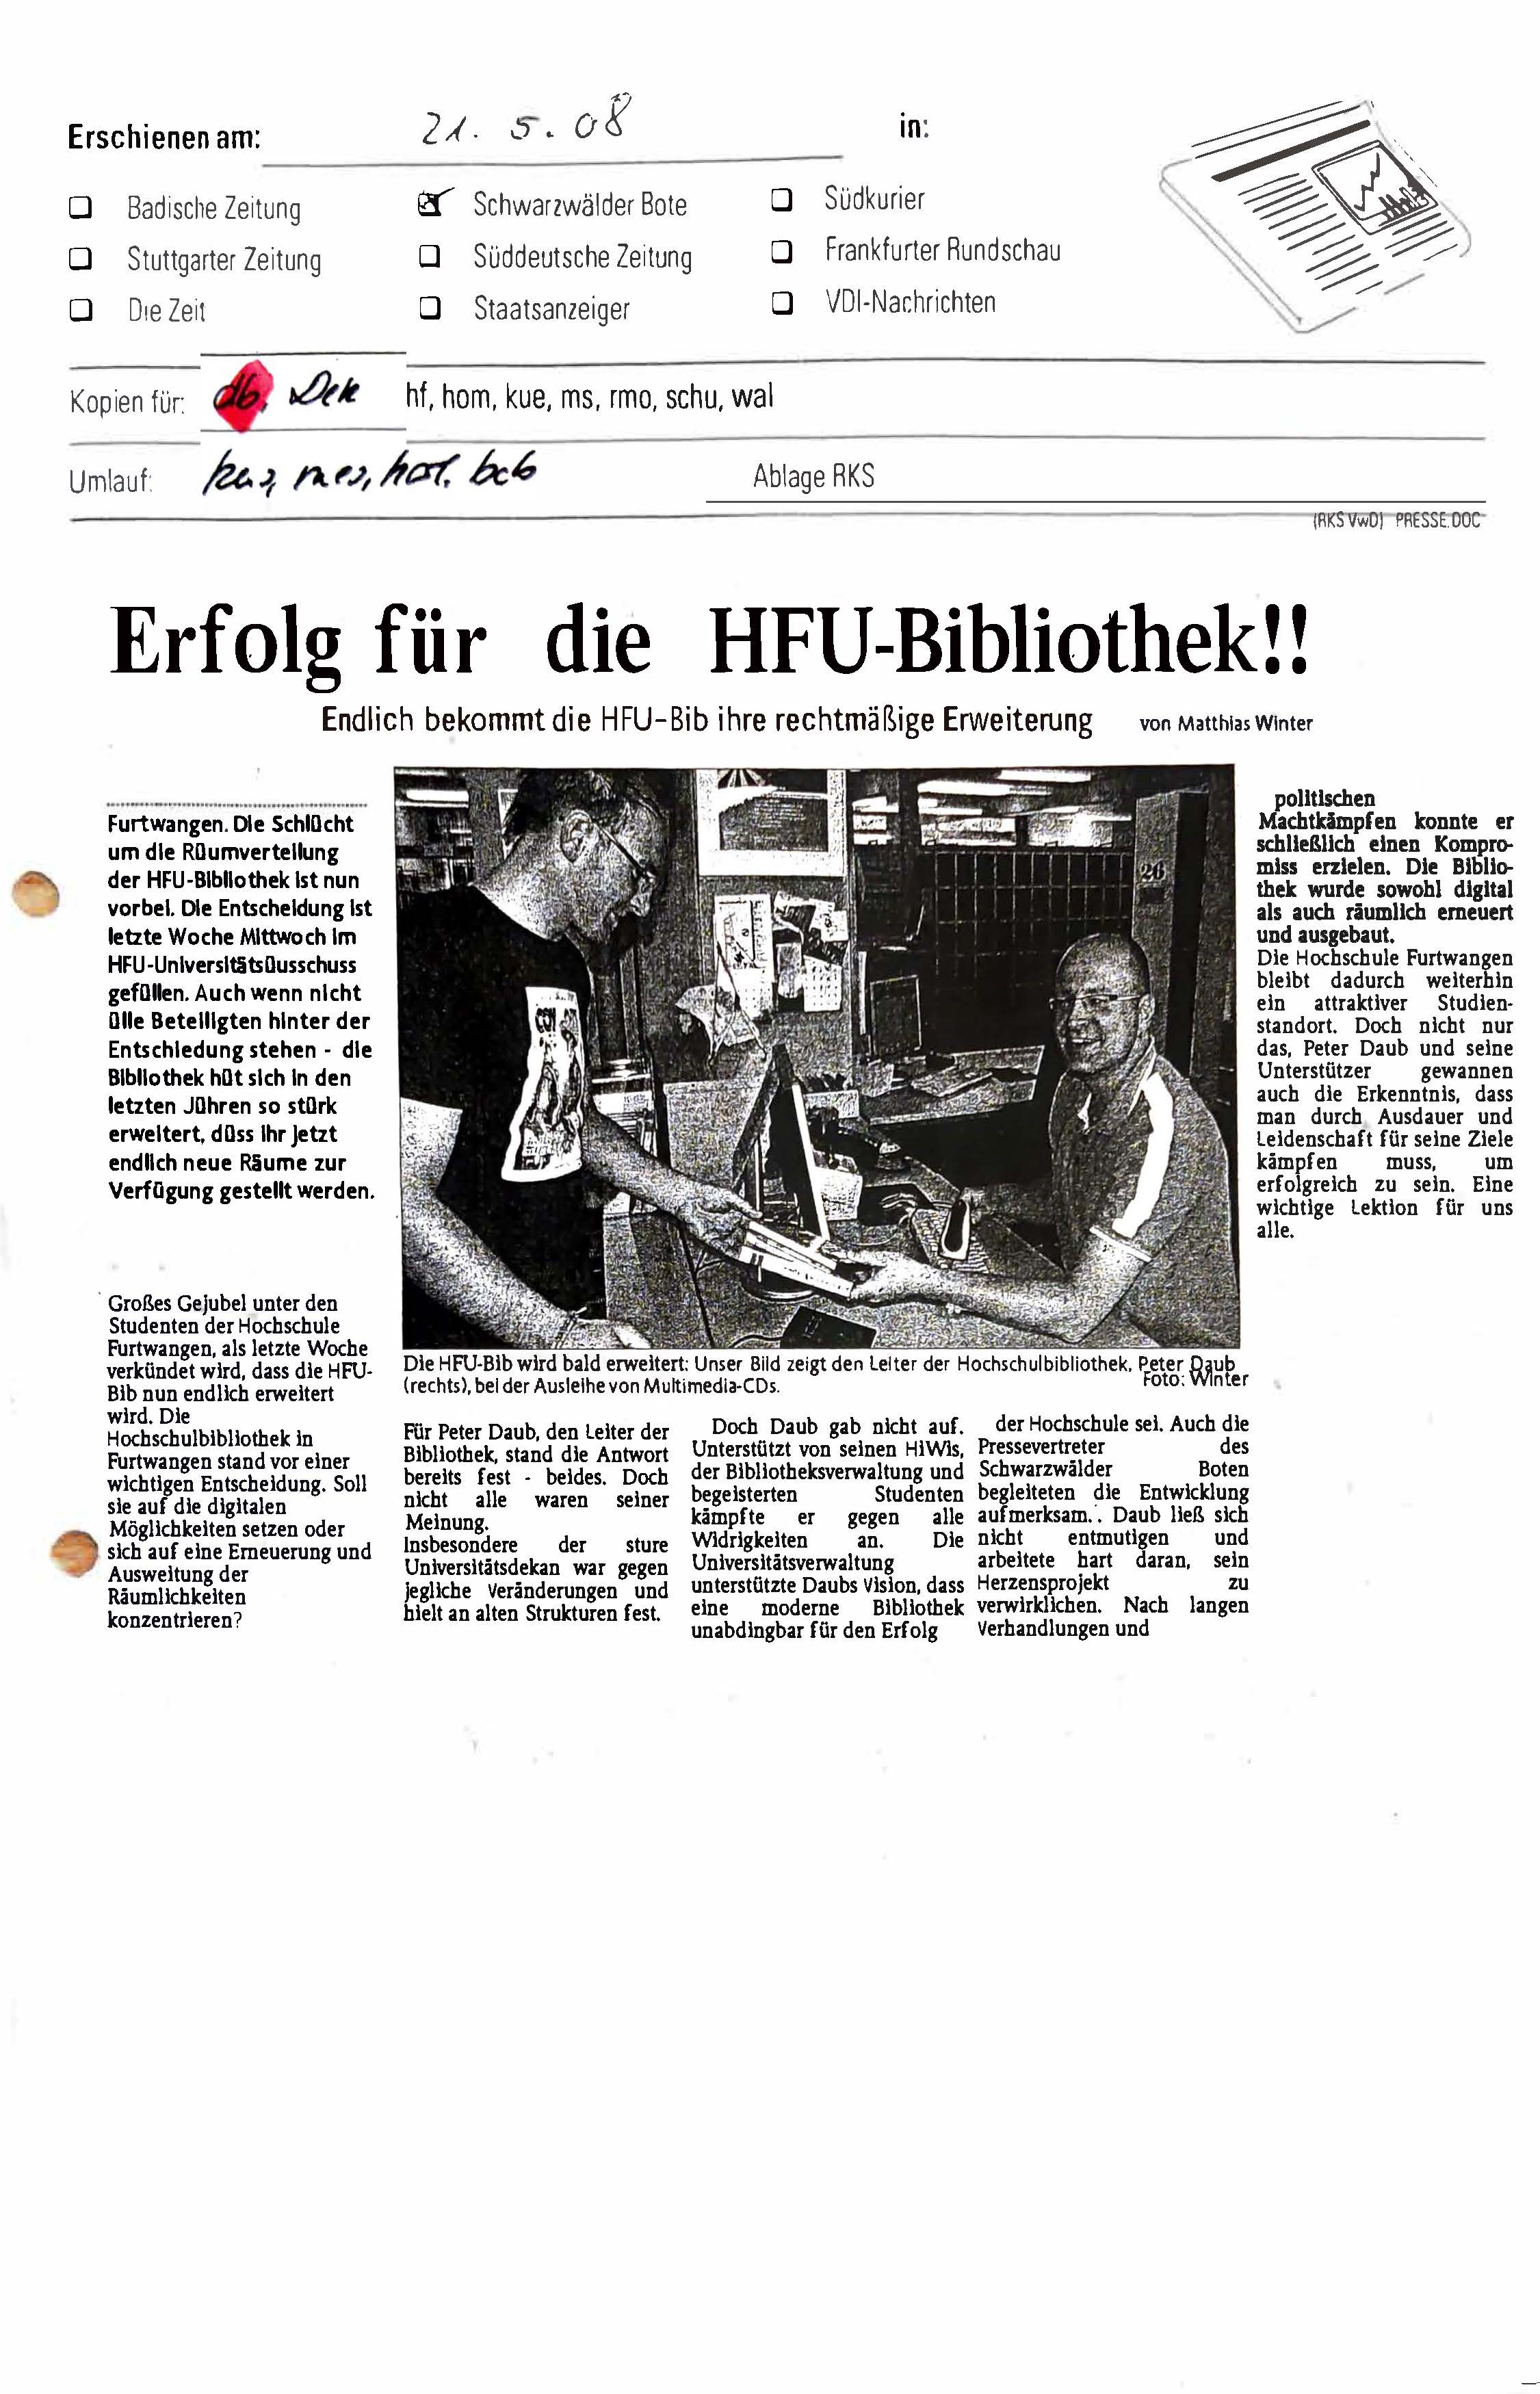 Erschienen am: 21. 5. 08 in:
Badische Zeitung
Schwarzwälder Bote
Südkurier
Stuttgarter Zeitung
Süddeutsche Zeitung
Frankfurter Rundschau
Die Zeit
Staatsanzeiger
VDI-Nachrichten
Kopien für: db, Dek hf, hom, kue, ms, rmo, schu, wal
Umlauf: bcb Ablage RKS
(RKS VwD) PRESSE.DOC
Erfolg für die HFU-Bibliothek!!
Endlich bekommt die HFU-Bib ihre rechtmäßige Erweiterung von Matthias Winter
Furtwangen. Die Schlacht
um die Raumverteilung
der HFU-Bibliothek ist nun
vorbei. Die Entscheidung ist
letzte Woche Mittwoch im
HFU-Universitätsausschuss
gefallen. Auch wenn nicht
alle Beteiligten hinter der
Entschiedung stehen - die
Bibliothek hat sich in den
letzten Jahren so stark
erweitert, dass ihr jetzt
endlich neue Räume zur
Verfügung gestellt werden.
Großes Gejubel unter den
Studenten der Hochschule
Furtwangen, als letzte Woche
verkündet wird, dass die HFU-
Bib nun endlich erweitert
wird. Die
Hochschulbibliothek in
Furtwangen stand vor einer
wichtigen Entscheidung. Soll
sie auf die digitalen
Möglichkeiten setzen oder
sich auf eine Erneuerung und
Ausweitung der
Räumlichkeiten
konzentrieren?
26
Die HFU-Bib wird bald erweitert: Unser Bild zeigt den Leiter der Hochschulbibliothek, Peter Daub
(rechts), bei der Ausleihe von Multimedia-CDs. Foto: Winter
Für Peter Daub, den Leiter der
Bibliothek, stand die Antwort
bereits fest - beides. Doch
nicht alle waren seiner
Meinung.
Insbesondere der sture
Universitätsdekan war gegen
jegliche Veränderungen und
hielt an alten Strukturen fest.
Doch Daub gab nicht auf.
Unterstützt von seinen HiWis,
der Bibliotheksverwaltung und
begeisterten Studenten
kämpfte er gegen alle
Widrigkeiten an. Die
Universitätsverwaltung
unterstützte Daubs Vision, dass
eine moderne Bibliothek
unabdingbar für den Erfolg
der Hochschule sei. Auch die
Pressevertreter des
Schwarzwälder Boten
begleiteten die Entwicklung
aufmerksam. Daub ließ sich
nicht entmutigen und
arbeitete hart daran, sein
Herzensprojekt zu
verwirklichen. Nach langen
Verhandlungen und
politischen
Machtkämpfen konnte er
schließlich einen Kompro-
miss erzielen. Die Biblio-
thek wurde sowohl digital
als auch räumlich erneuert
und ausgebaut.
Die Hochschule Furtwangen
bleibt dadurch weiterhin
ein attraktiver Studien-
standort. Doch nicht nur
das, Peter Daub und seine
Unterstützer gewannen
auch die Erkenntnis, dass
man durch Ausdauer und
Leidenschaft für seine Ziele
kämpfen muss, um
erfolgreich zu sein. Eine
wichtige Lektion für uns
alle.